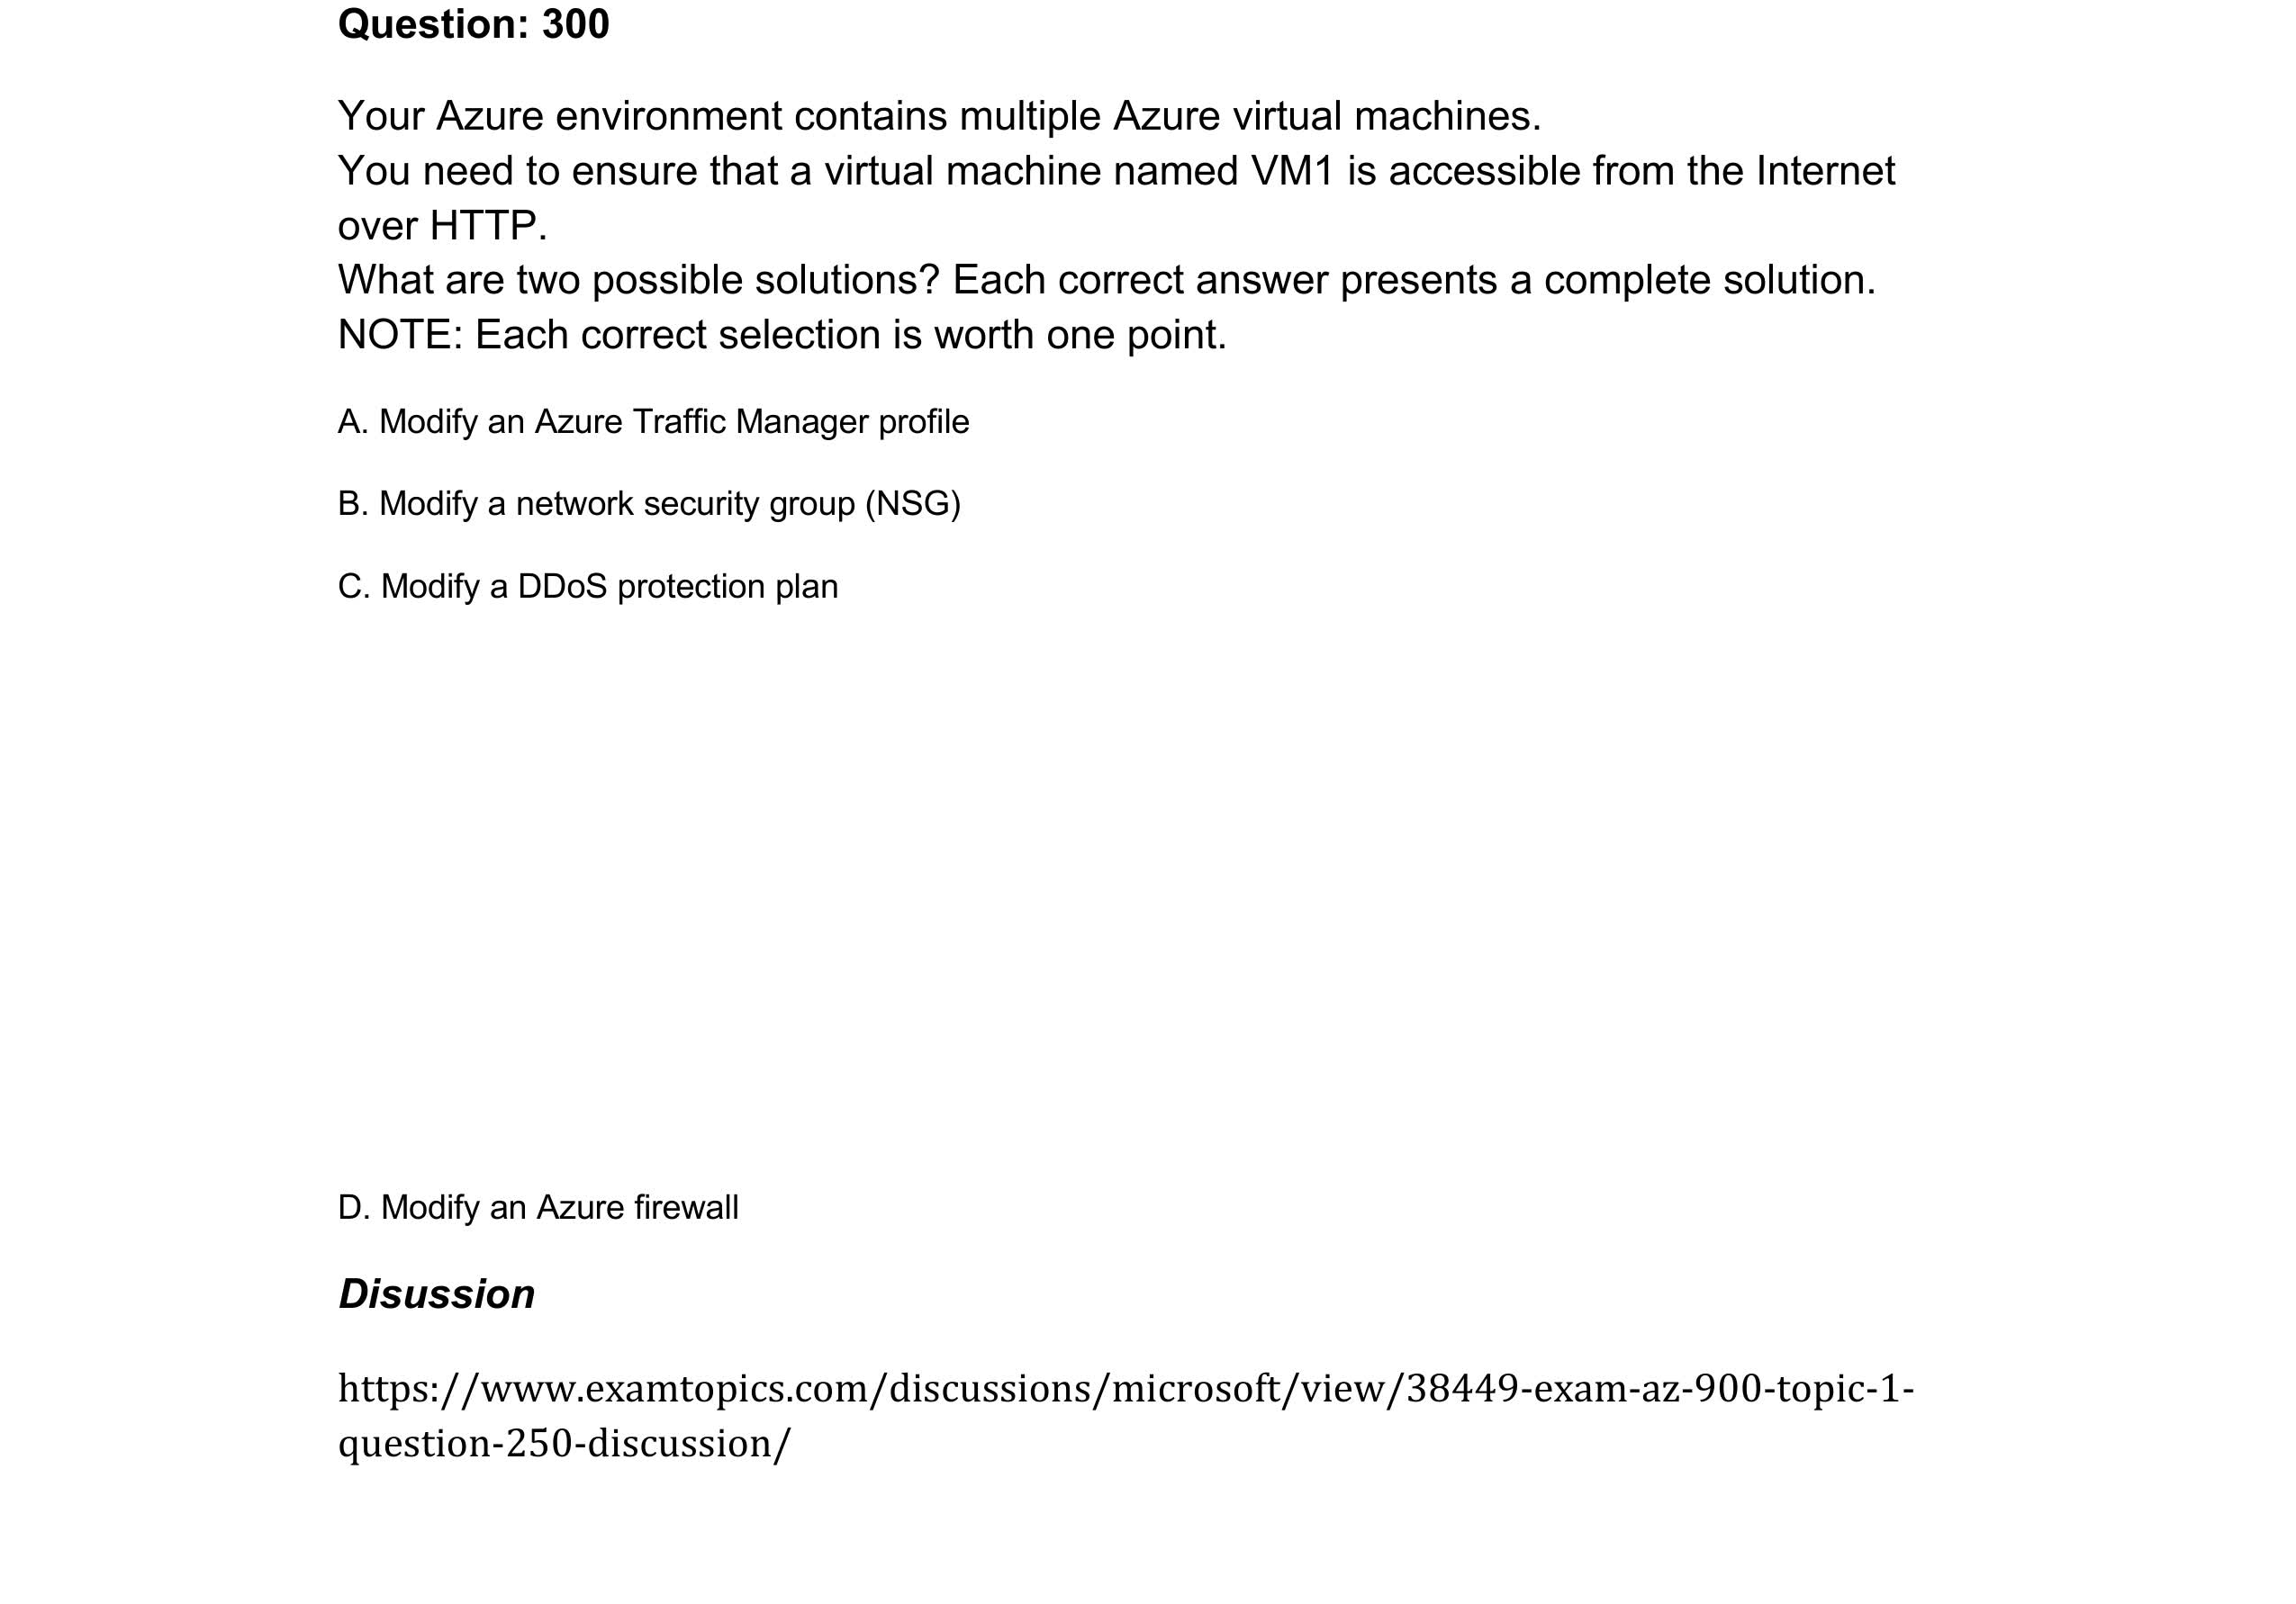 Question: 300
Your Azure environment contains multiple Azure virtual machines.
You need to ensure that a virtual machine named VM1 is accessible from the Internet
over HTTP.
What are two possible solutions? Each correct answer presents a complete solution.
NOTE: Each correct selection is worth one point.
A. Modify an Azure Traffic Manager profile
B. Modify a network security group (NSG)
C. Modify a DDoS protection plan
D. Modify an Azure firewall
Disussion
https://www.examtopics.com/discussions/microsoft/view/38449-exam-az-900-topic-1-
question-250-discussion/